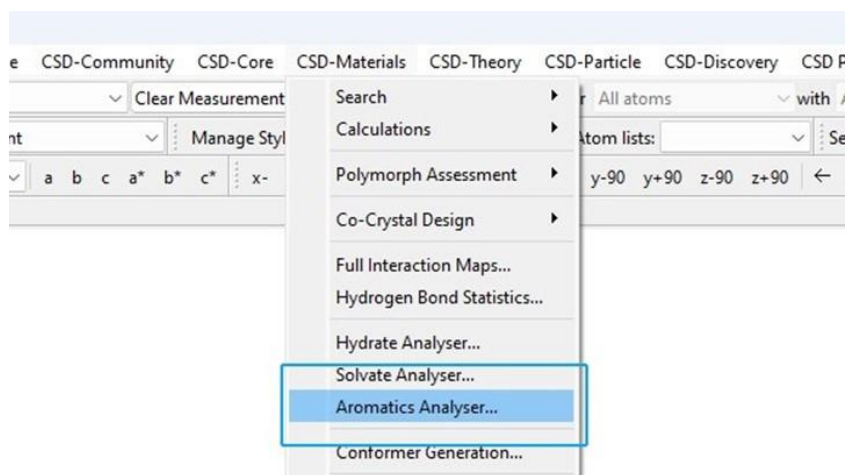 e CSD-Community CSD-Core CSD-Materials CSD-Theory CSD-Particle CSD-Discovery CSD P
Clear Measurement Search r All atoms with
nt Manage Styl Calculations Atom lists: Se
a b c a* b* c* x- Polymorph Assessment y-90 y+90 z-90 z+90 ←
Co-Crystal Design
Full Interaction Maps...
Hydrogen Bond Statistics...
Hydrate Analyser...
Solvate Analyser...
Aromatics Analyser...
Conformer Generation...